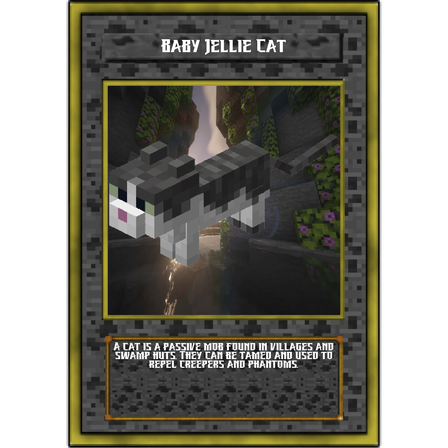 Baby Jellie Cat
A cat is a passive mob found in villages and
swamp huts. They can be tamed and used to
repel creepers and phantoms.